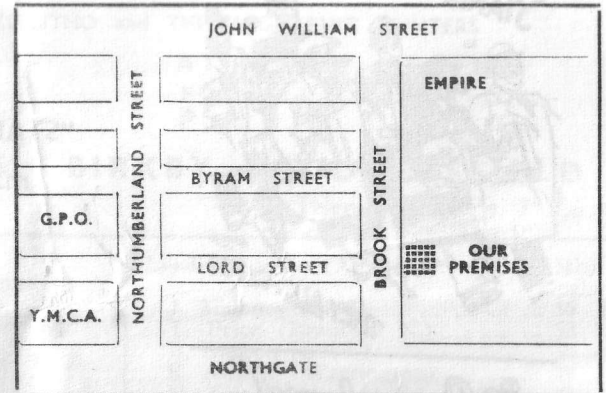 JOHN WILLIAM STREET
EMPIRE
NORTHUMBERLAND STREET
BYRAM STREET
BROOK STREET
G.P.O.
OUR
PREMISES
LORD STREET
Y.M.C.A.
NORTHGATE